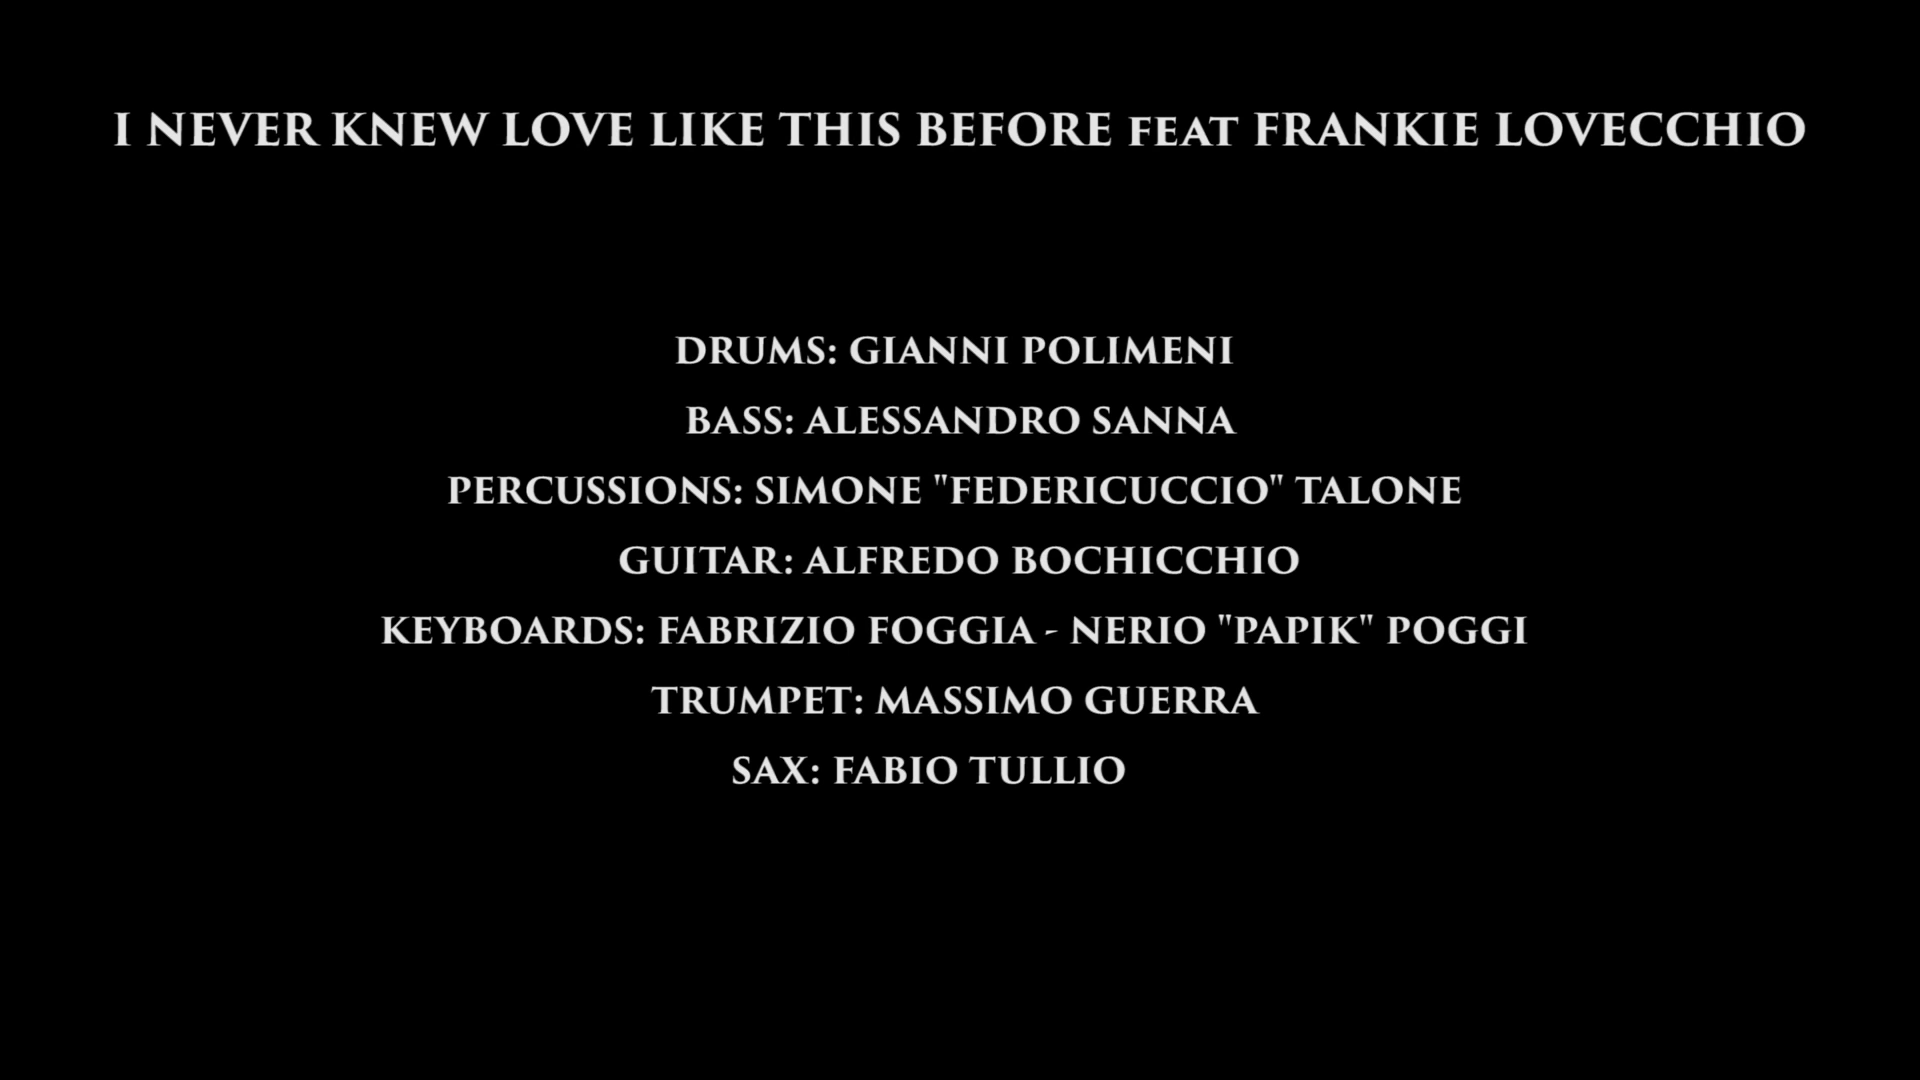 I NEVER KNEW LOVE LIKE THIS BEFORE FEAT FRANKIE LOVECCHIO
DRUMS: GIANNI POLIMENI
BASS: ALESSANDRO SANNA
PERCUSSIONS: SIMONE "FEDERICUCCIO" TALONE
GUITAR: ALFREDO BOCHICCHIO
KEYBOARDS: FABRIZIO FOGGIA - NERIO "PAPIK" POGGI
TRUMPET: MASSIMO GUERRA
SAX: FABIO TULLIO